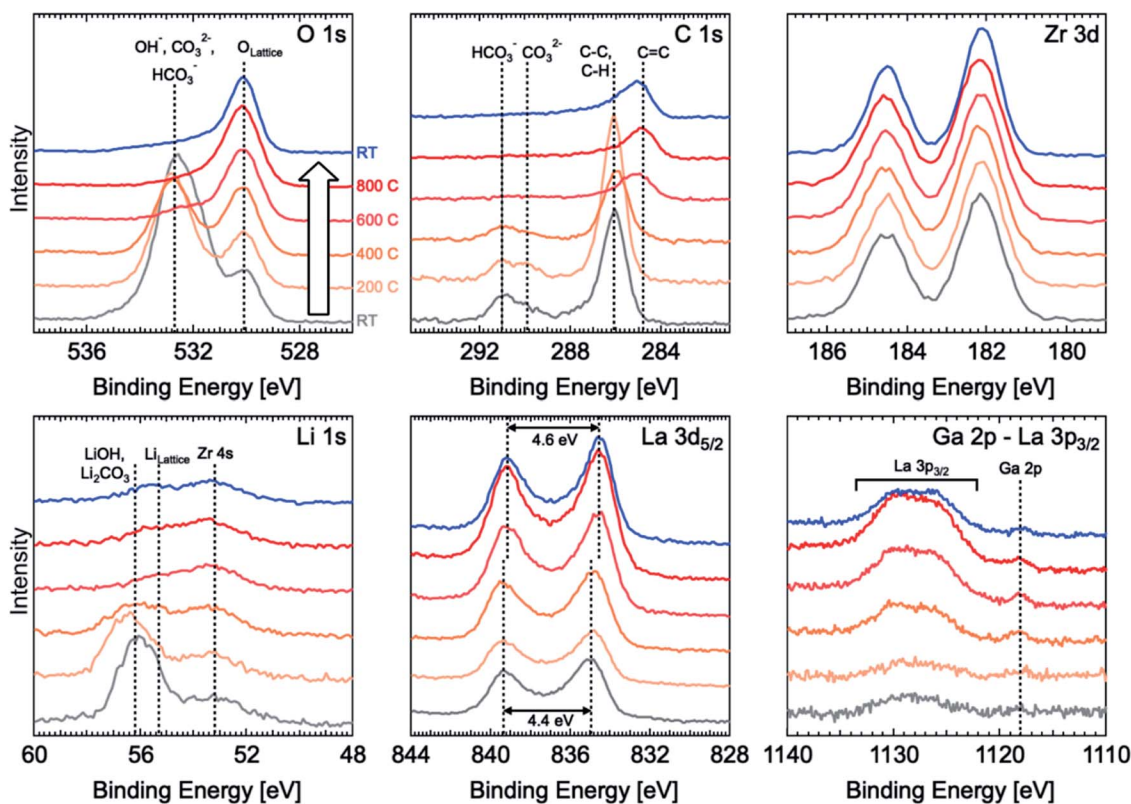 O 1s
OH⁻, CO₃²⁻,
HCO₃⁻
O_Lattice
RT
800 C
600 C
400 C
200 C
RT
Intensity
536 532 528
Binding Energy [eV]
C 1s
HCO₃⁻ CO₃²⁻
C-C,
C-H
C=C
292 288 284
Binding Energy [eV]
Zr 3d
186 184 182 180
Binding Energy [eV]
Li 1s
LiOH,
Li₂CO₃
Li_Lattice
Zr 4s
Intensity
60 56 52 48
Binding Energy [eV]
La 3d₅/₂
4.6 eV
4.4 eV
844 840 836 832 828
Binding Energy [eV]
Ga 2p - La 3p₃/₂
La 3p₃/₂
Ga 2p
1140 1130 1120 1110
Binding Energy [eV]